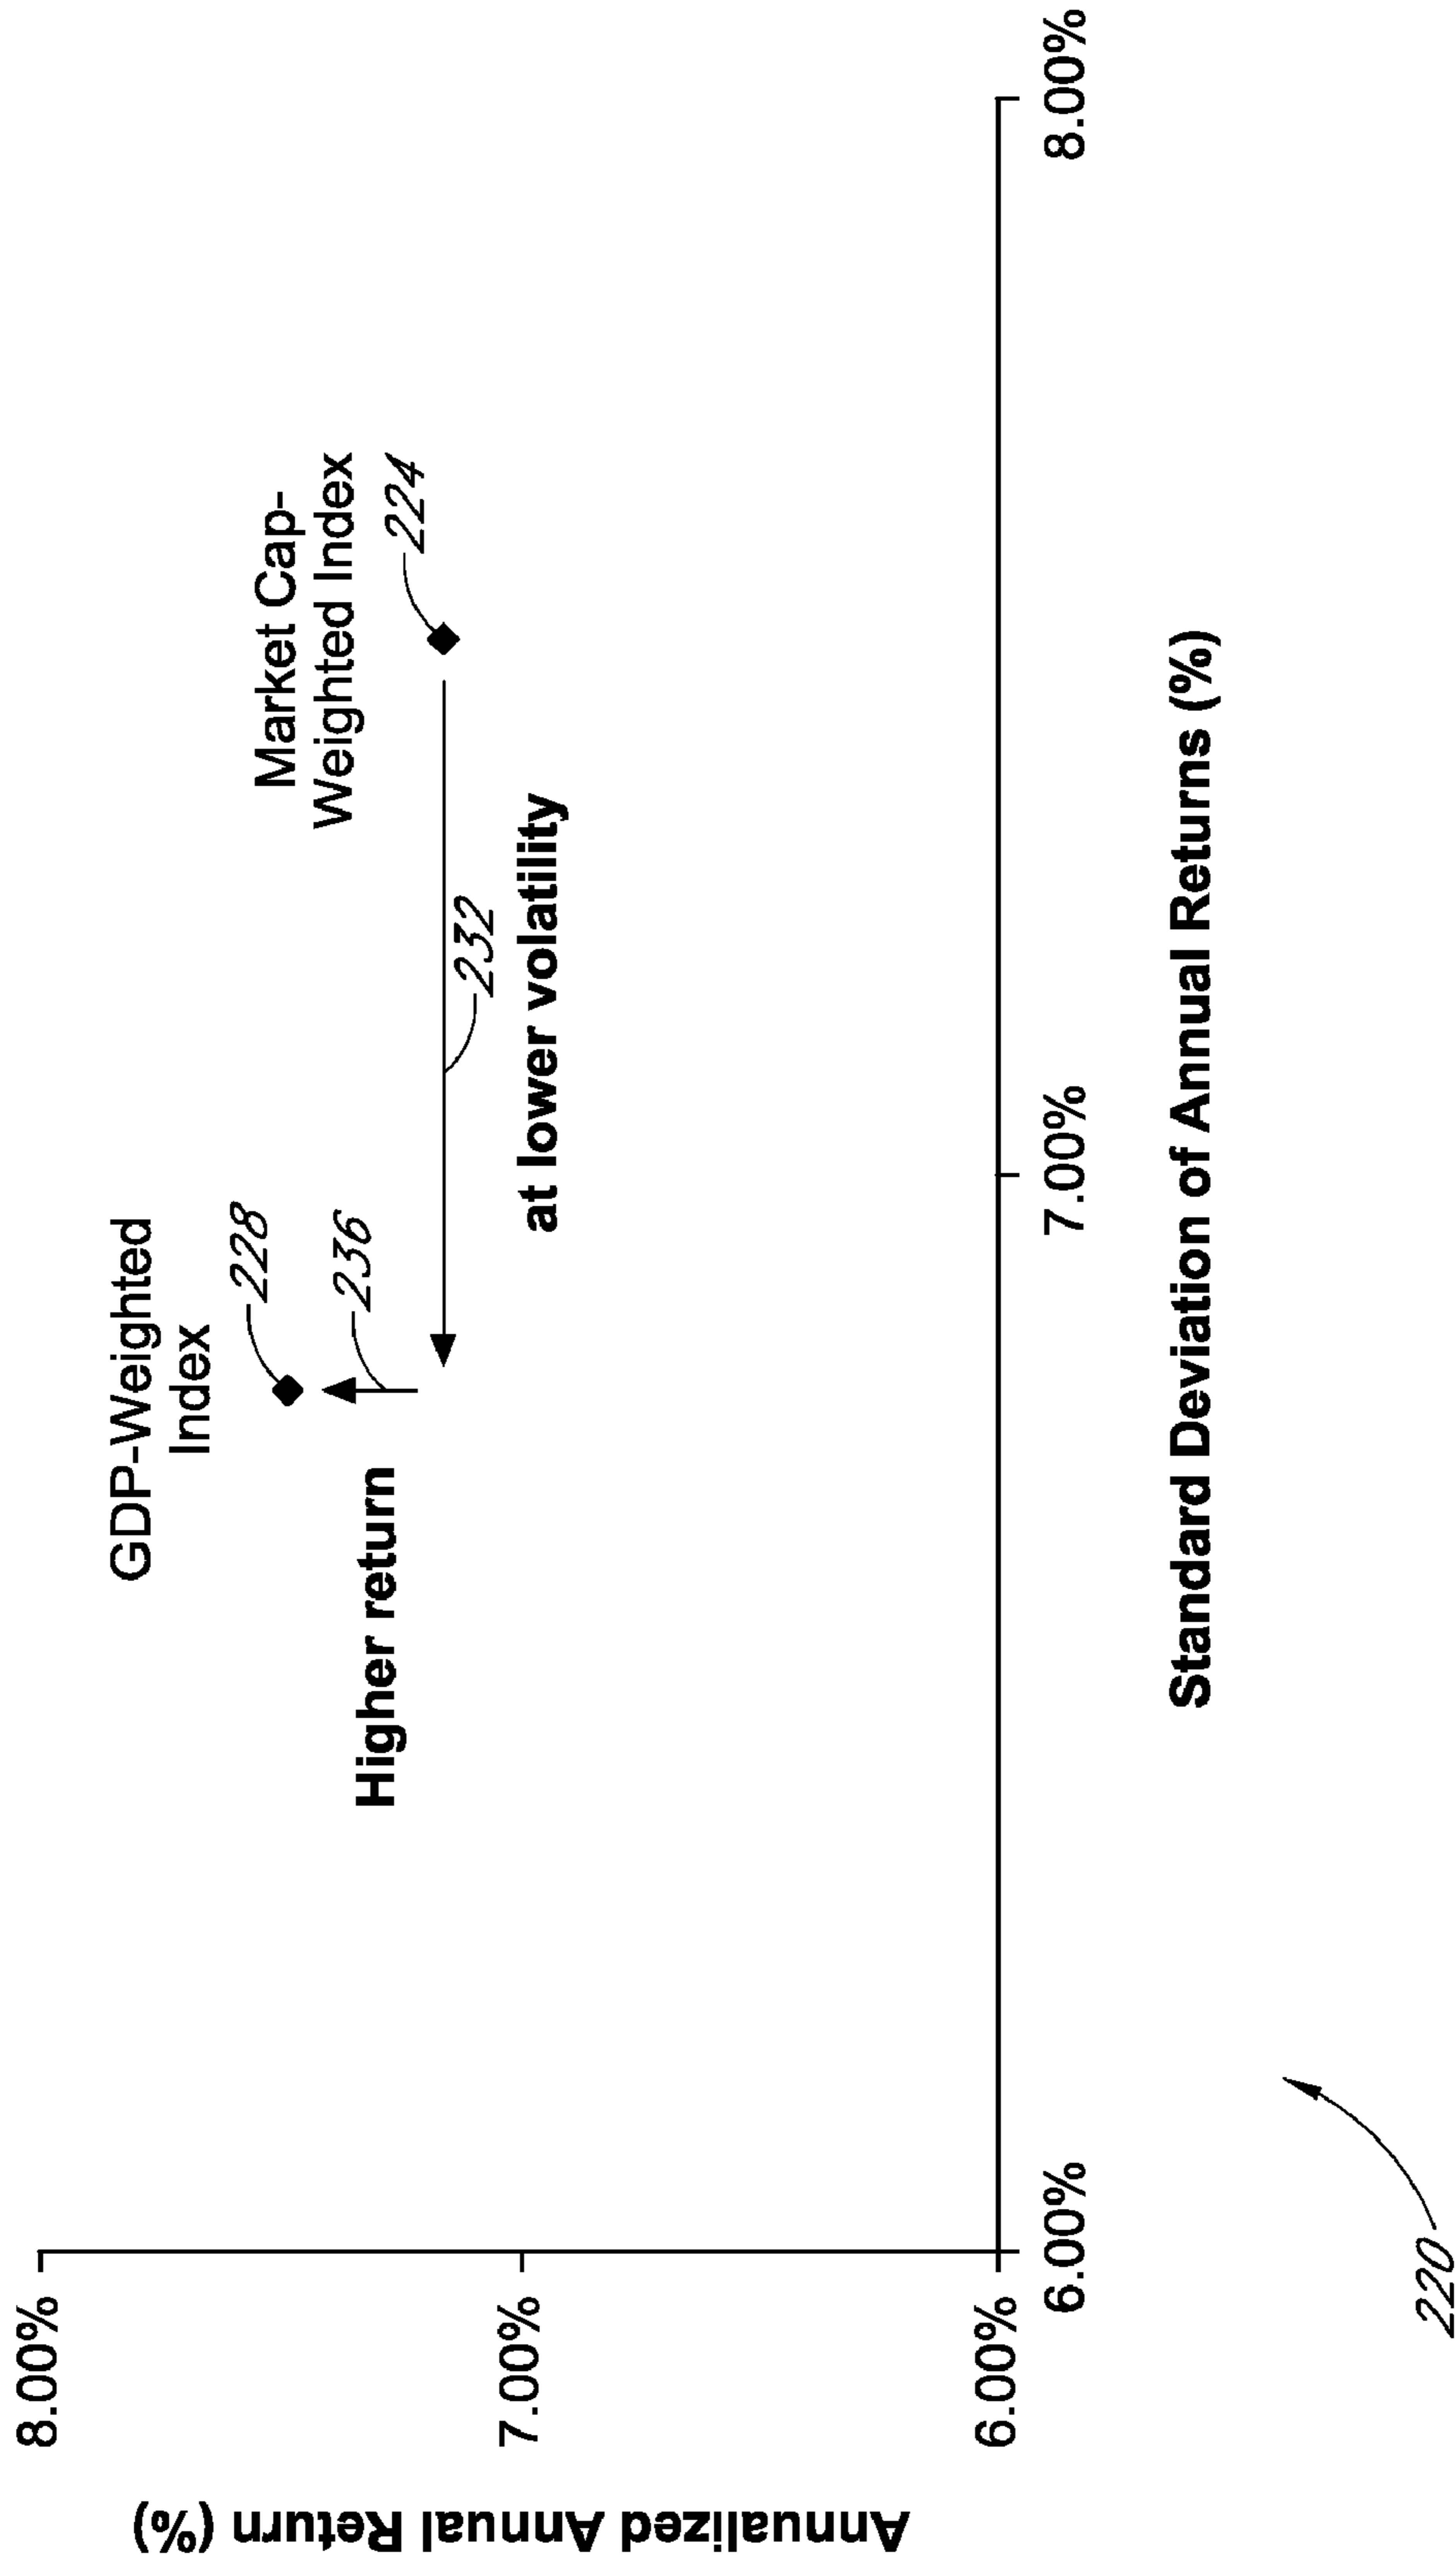 GDP-Weighted
Index
228
Market Cap-
Weighted Index
224
236
Higher return
232
at lower volatility
Annualized Annual Return (%)
8.00%
7.00%
6.00%
6.00%
7.00%
8.00%
Standard Deviation of Annual Returns (%)
220